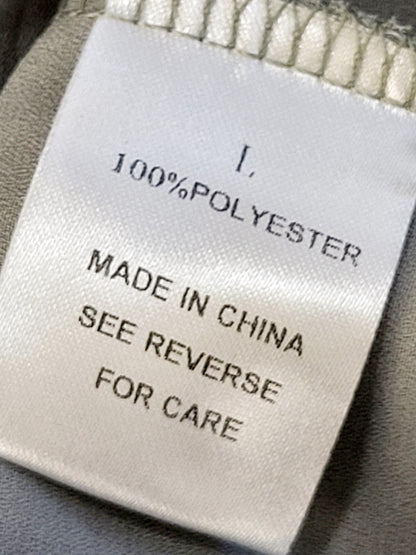 L
100%POLYESTER
MADE IN CHINA
SEE REVERSE
FOR CARE